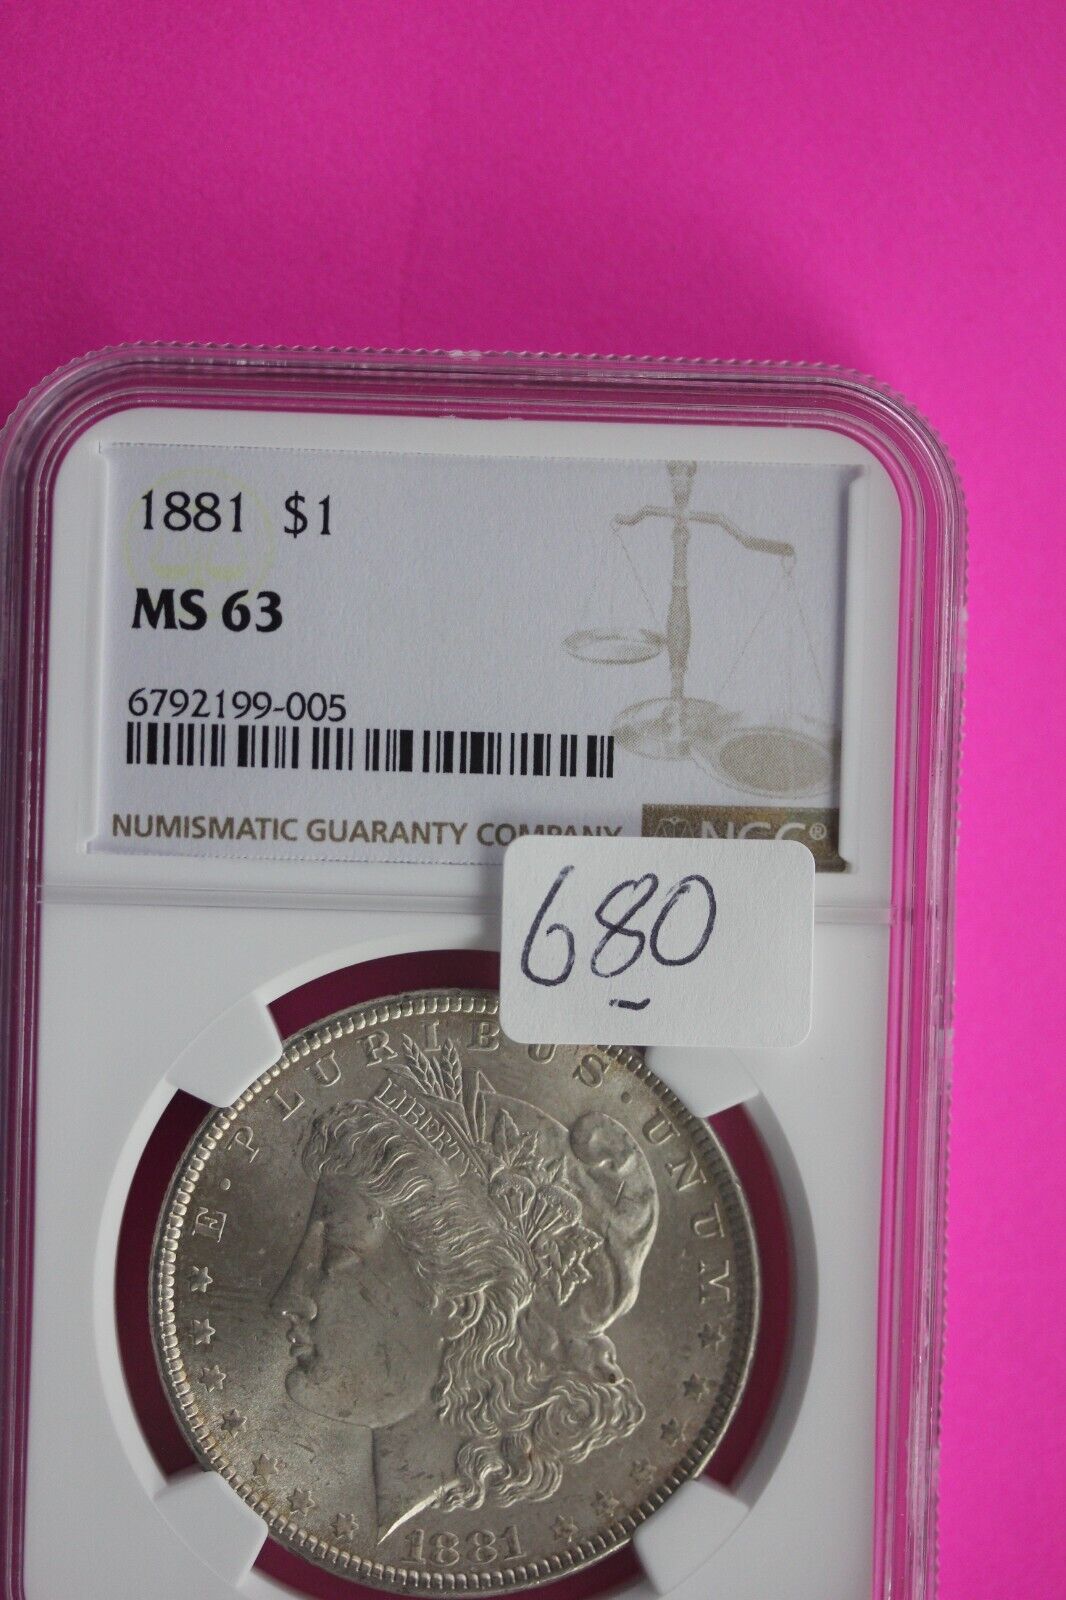 1881 $1
MS 63
6792199-005
NUMISMATIC GUARANTY COMPANY NGC®
680
E·PLURIBUS·UNUM
LIBERTY
1881